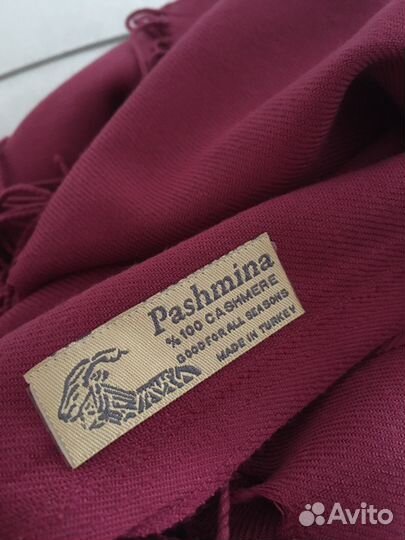 Pashmina
% 100 CASHMERE
GOOD FOR ALL SEASONS
MADE IN TURKEY
Avito